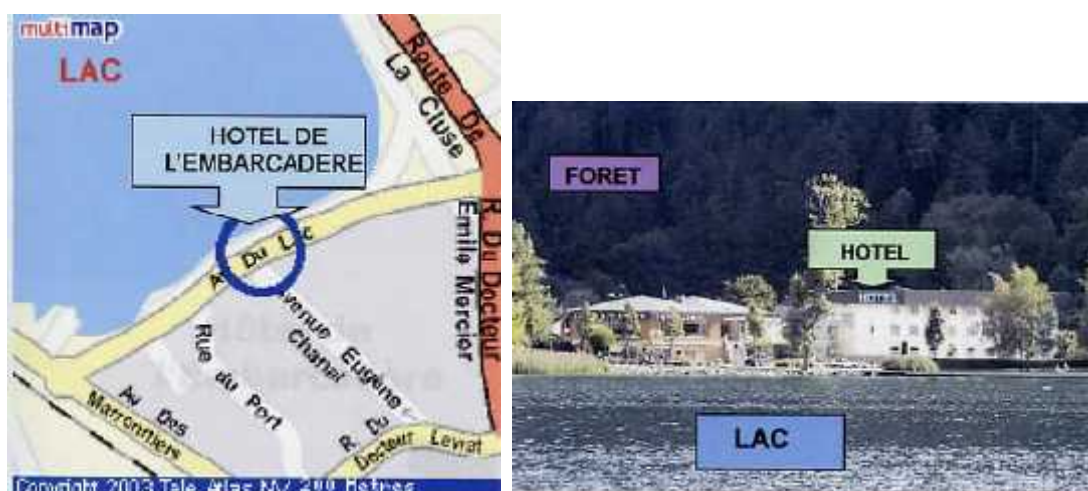 multimap
LAC
HOTEL DE
L'EMBARCADERE
Route De
La Cluse
Av Du Lac
R. Du Docteur
Emile Mercier
Avenue Eugène
Chanal
Rue du Port
Av Des
Marronniers
R. Du
Docteur Levrat
Copyright 2003 Tele Atlas NV 200 Metres
FORET
HOTEL
LAC